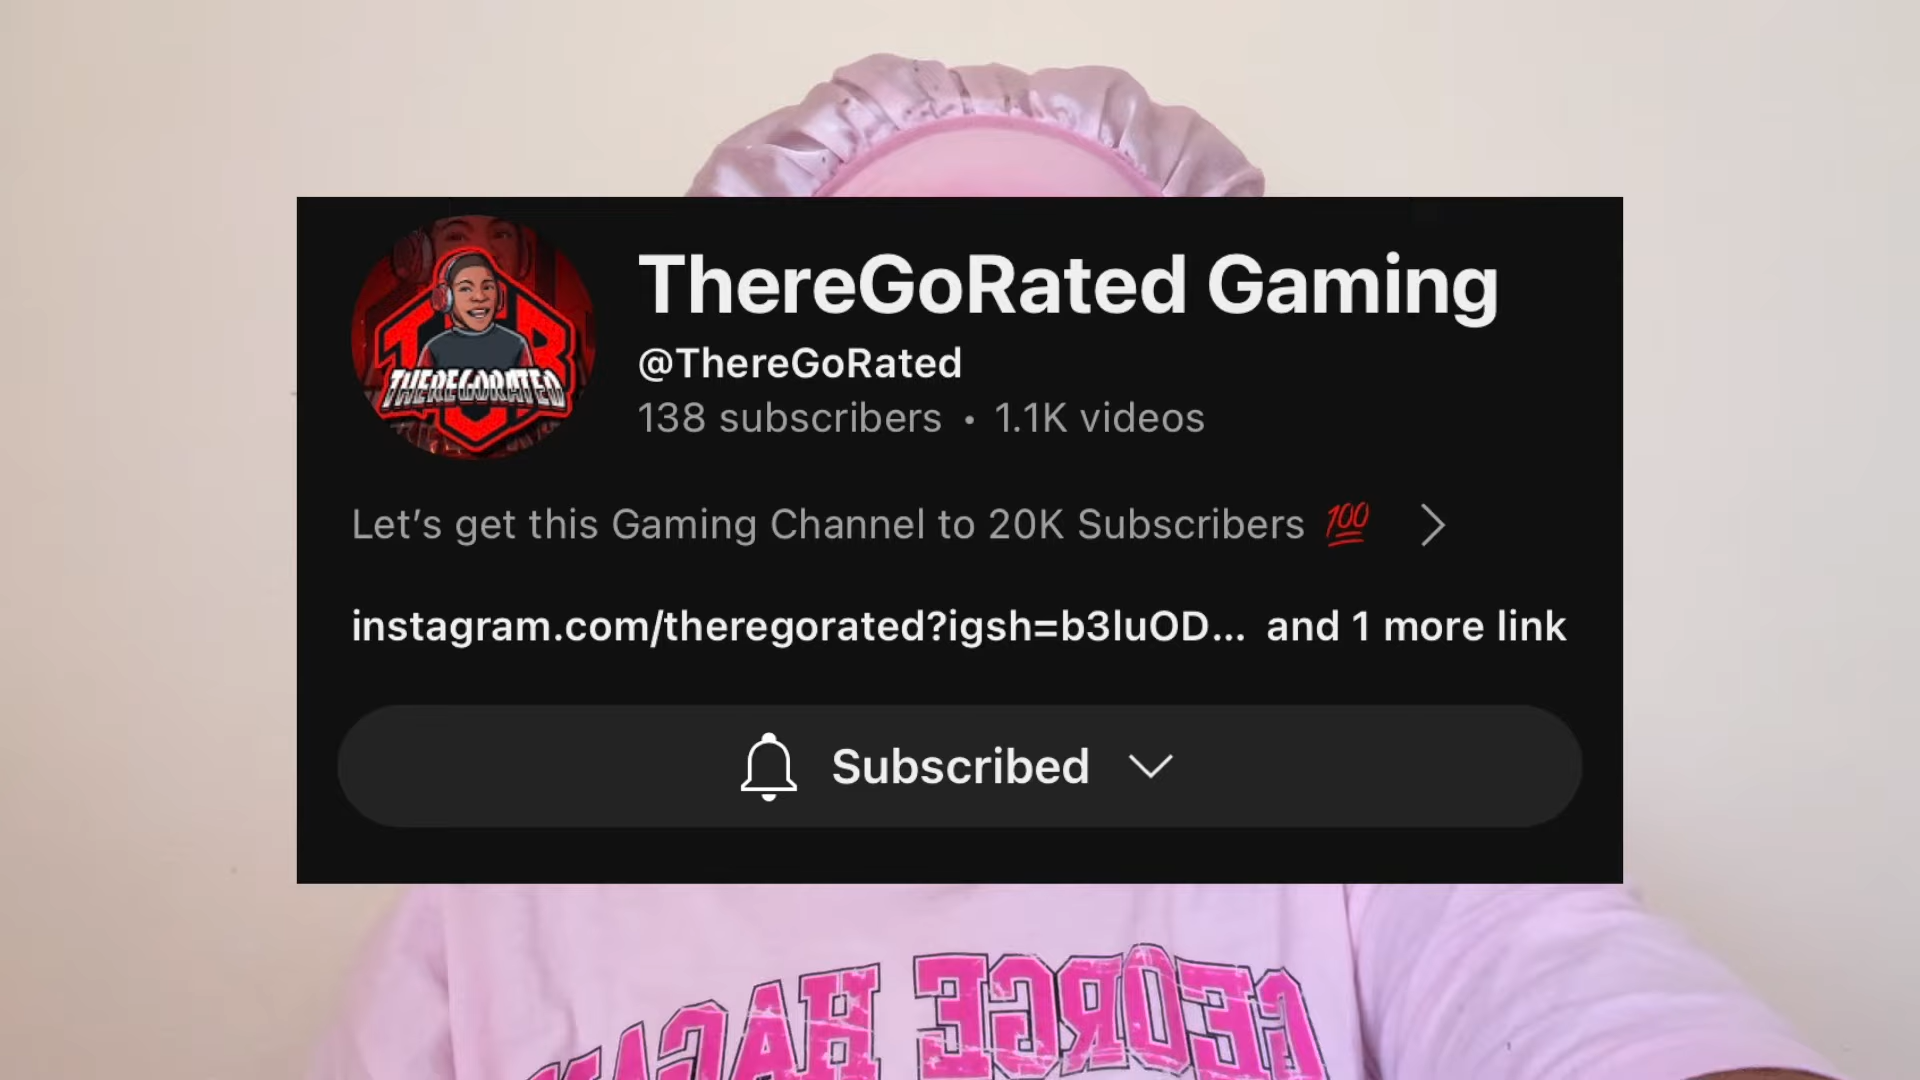 ThereGoRated Gaming
THEREGORATED
@ThereGoRated
138 subscribers • 1.1K videos
Let’s get this Gaming Channel to 20K Subscribers 💯
instagram.com/theregorated?igsh=b3luOD... and 1 more link
Subscribed
GEORGE